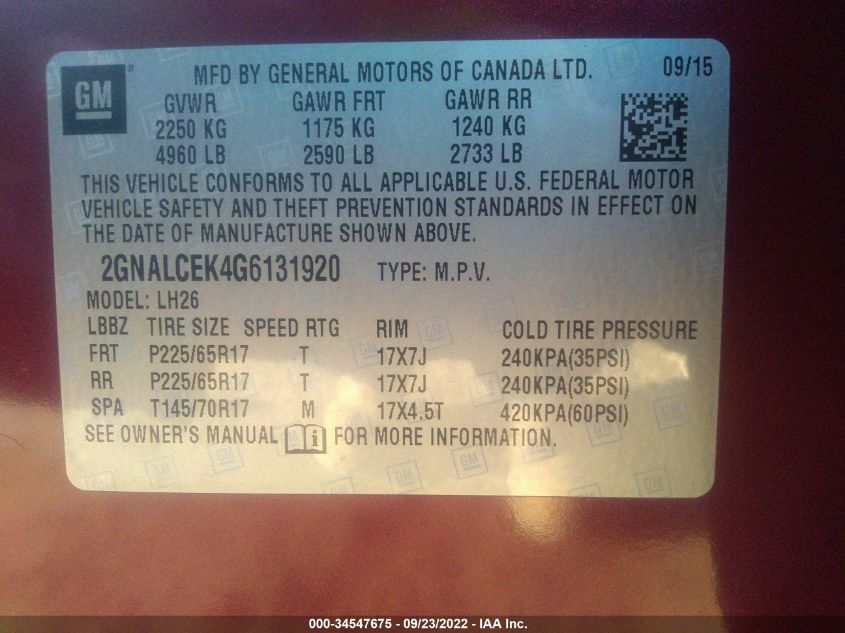 GM ® MFD BY GENERAL MOTORS OF CANADA LTD. 09/15
GVWR GAWR FRT GAWR RR
2250 KG 1175 KG 1240 KG
4960 LB 2590 LB 2733 LB
THIS VEHICLE CONFORMS TO ALL APPLICABLE U.S. FEDERAL MOTOR
VEHICLE SAFETY AND THEFT PREVENTION STANDARDS IN EFFECT ON
THE DATE OF MANUFACTURE SHOWN ABOVE.
2GNALCEK4G6131920 TYPE: M.P.V.
MODEL: LH26
LBBZ TIRE SIZE SPEED RTG RIM COLD TIRE PRESSURE
FRT P225/65R17 T 17X7J 240KPA(35PSI)
RR P225/65R17 T 17X7J 240KPA(35PSI)
SPA T145/70R17 M 17X4.5T 420KPA(60PSI)
SEE OWNER'S MANUAL i FOR MORE INFORMATION.
000-34547675 - 09/23/2022 - IAA Inc.